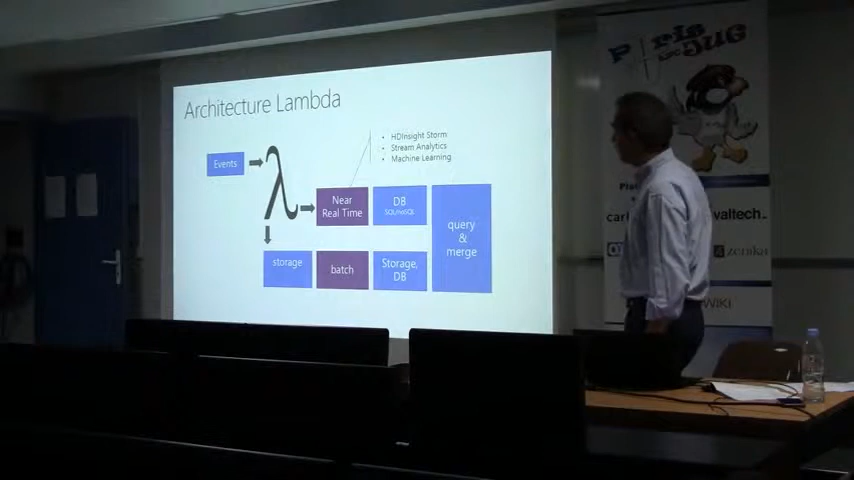 Architecture Lambda
• HDInsight Storm
• Stream Analytics
• Machine Learning
Events
λ
Near
Real Time
DB
SQL/NoSQL
query
&
merge
storage
batch
Storage,
DB
Paris
JUG
waltech.
zenika
WIKI